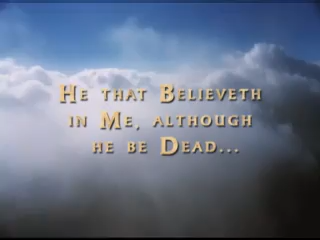 He that Believeth
in Me, although
he be Dead...